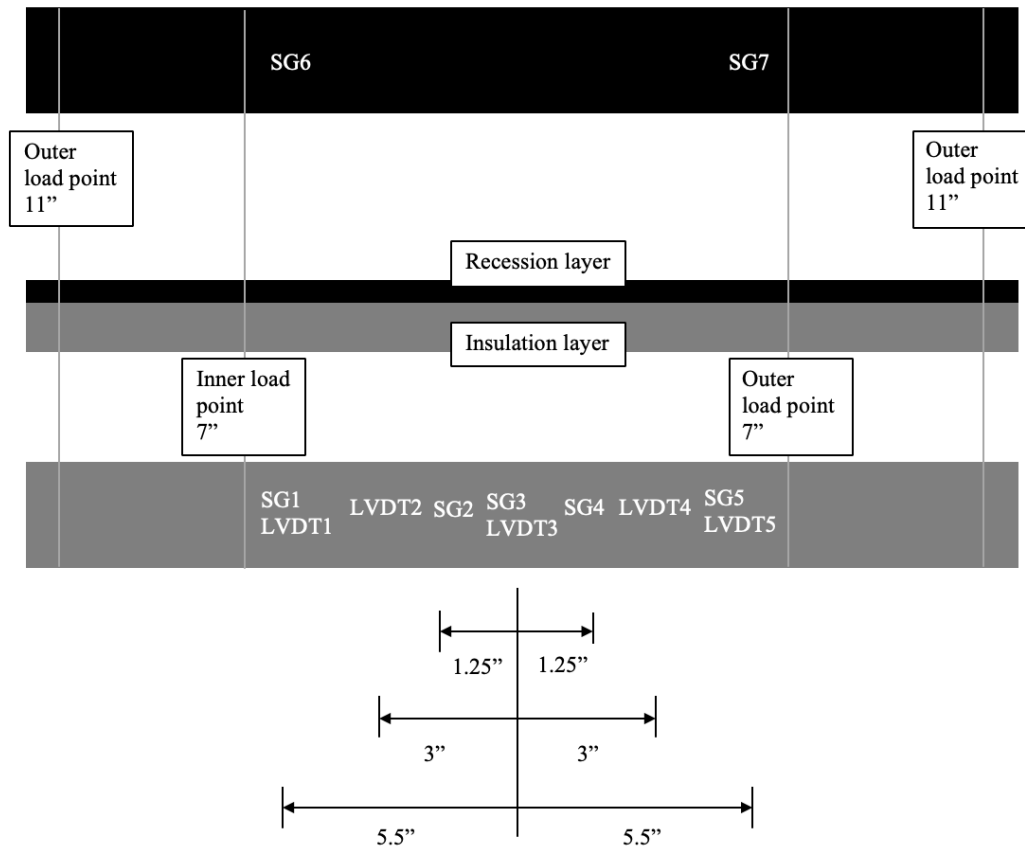 SG6
SG7
Outer
load point
11”
Outer
load point
11”
Recession layer
Insulation layer
Inner load
point
7”
Outer
load point
7”
SG1
LVDT1
LVDT2
SG2
SG3
LVDT3
SG4
LVDT4
SG5
LVDT5
1.25”
1.25”
3”
3”
5.5”
5.5”